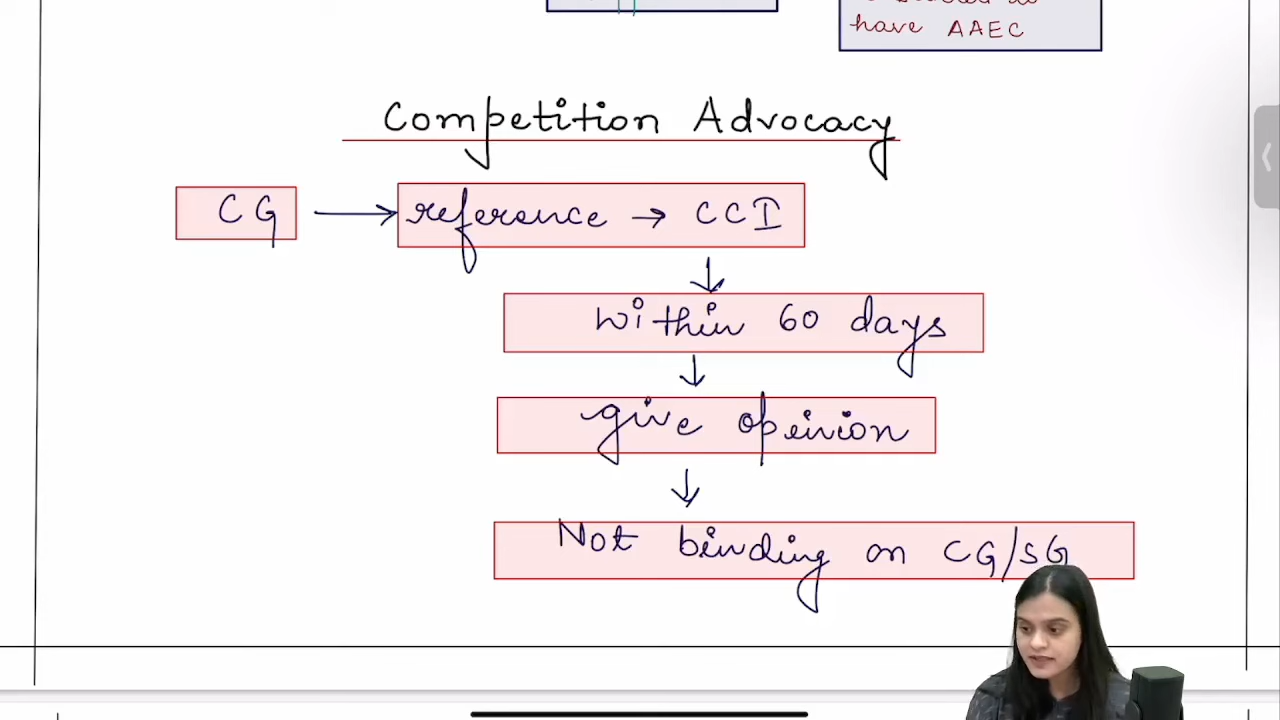 have AAEC
Competition Advocacy
CG → reference → CCI
↓
within 60 days
↓
give opinion
↓
Not binding on CG/SG